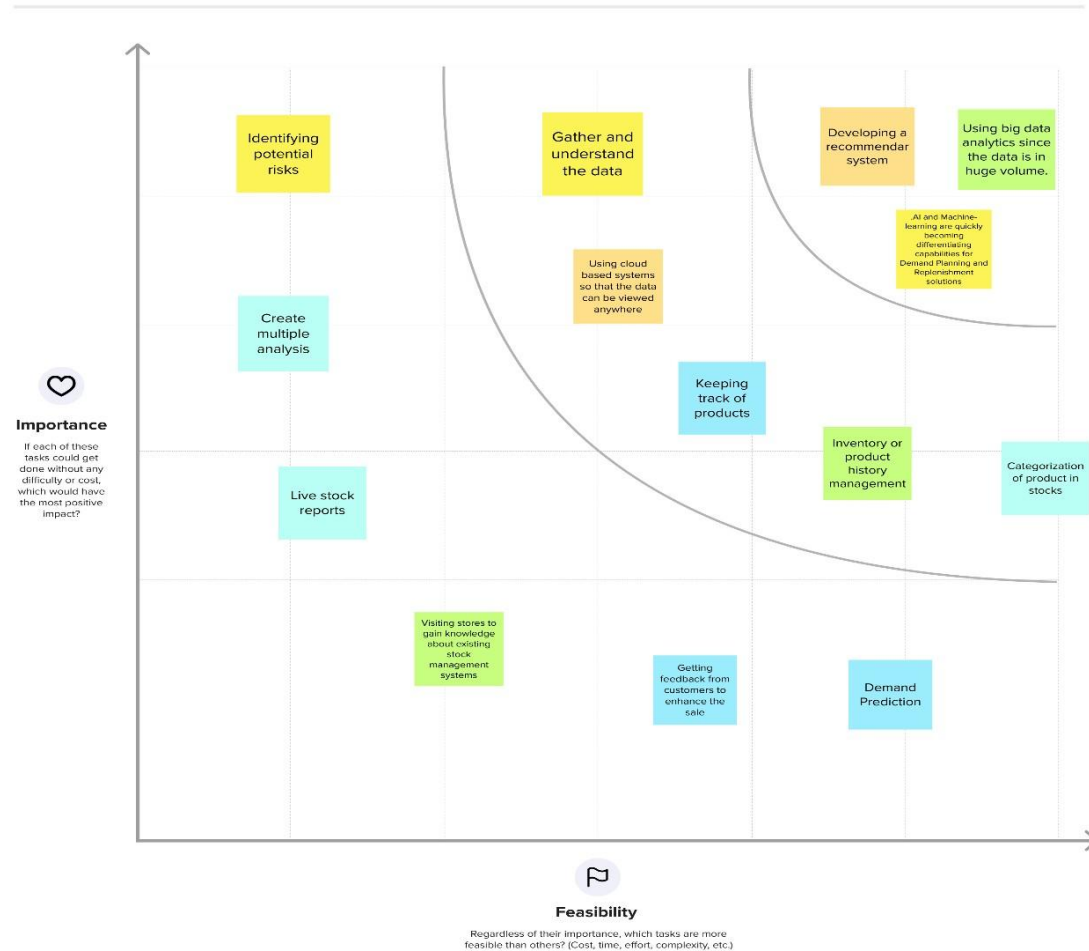 Identifying
potential
risks
Gather and
understand
the data
Developing a
recommendar
system
Using big data
analytics since
the data is in
huge volume.
.AI and Machine-
learning are quickly
becoming
differentiating
capabilities for
Demand Planning and
Replenishment
solutions
Using cloud
based systems
so that the data
can be viewed
anywhere
Create
multiple
analysis
Keeping
track of
products
Importance
If each of these
tasks could get
done without any
difficulty or cost,
which would have
the most positive
impact?
Live stock
reports
Inventory or
product
history
management
Categorization
of product in
stocks
Visiting stores to
gain knowledge
about existing
stock
management
systems
Getting
feedback from
customers to
enhance the
sale
Demand
Prediction
Feasibility
Regardless of their importance, which tasks are more
feasible than others? (Cost, time, effort, complexity, etc.)